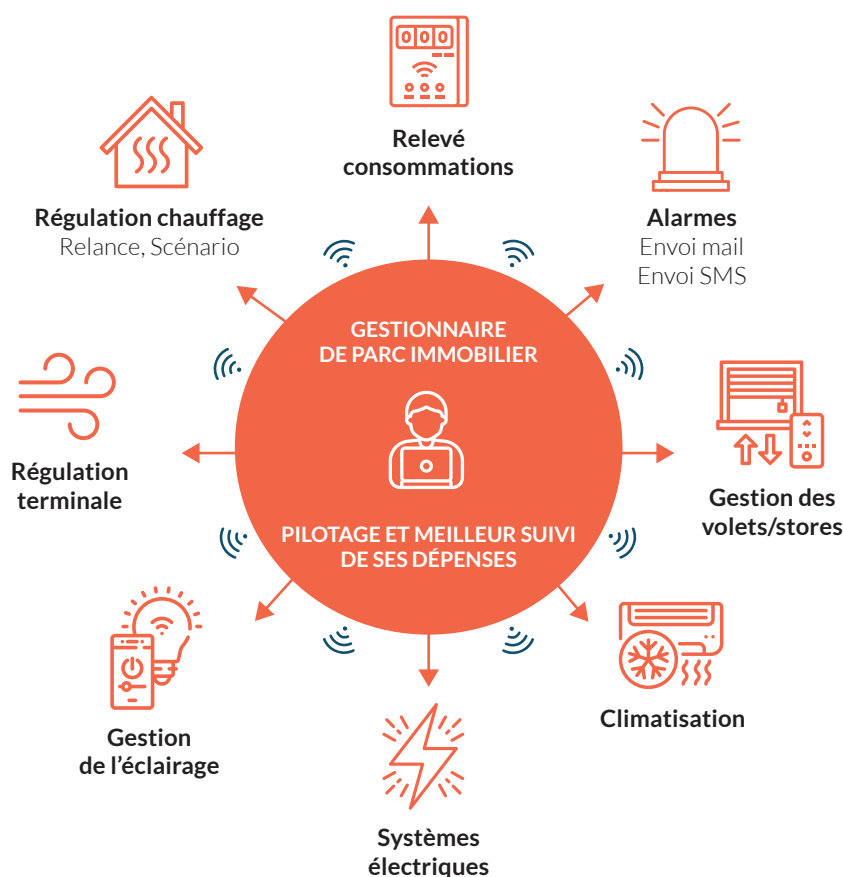 000
Relevé
consommations
Alarmes
Envoi mail
Envoi SMS
Régulation chauffage
Relance, Scénario
GESTIONNAIRE
DE PARC IMMOBILIER
PILOTAGE ET MEILLEUR SUIVI
DE SES DÉPENSES
Régulation
terminale
Gestion des
volets/stores
Gestion
de l’éclairage
Climatisation
Systèmes
électriques